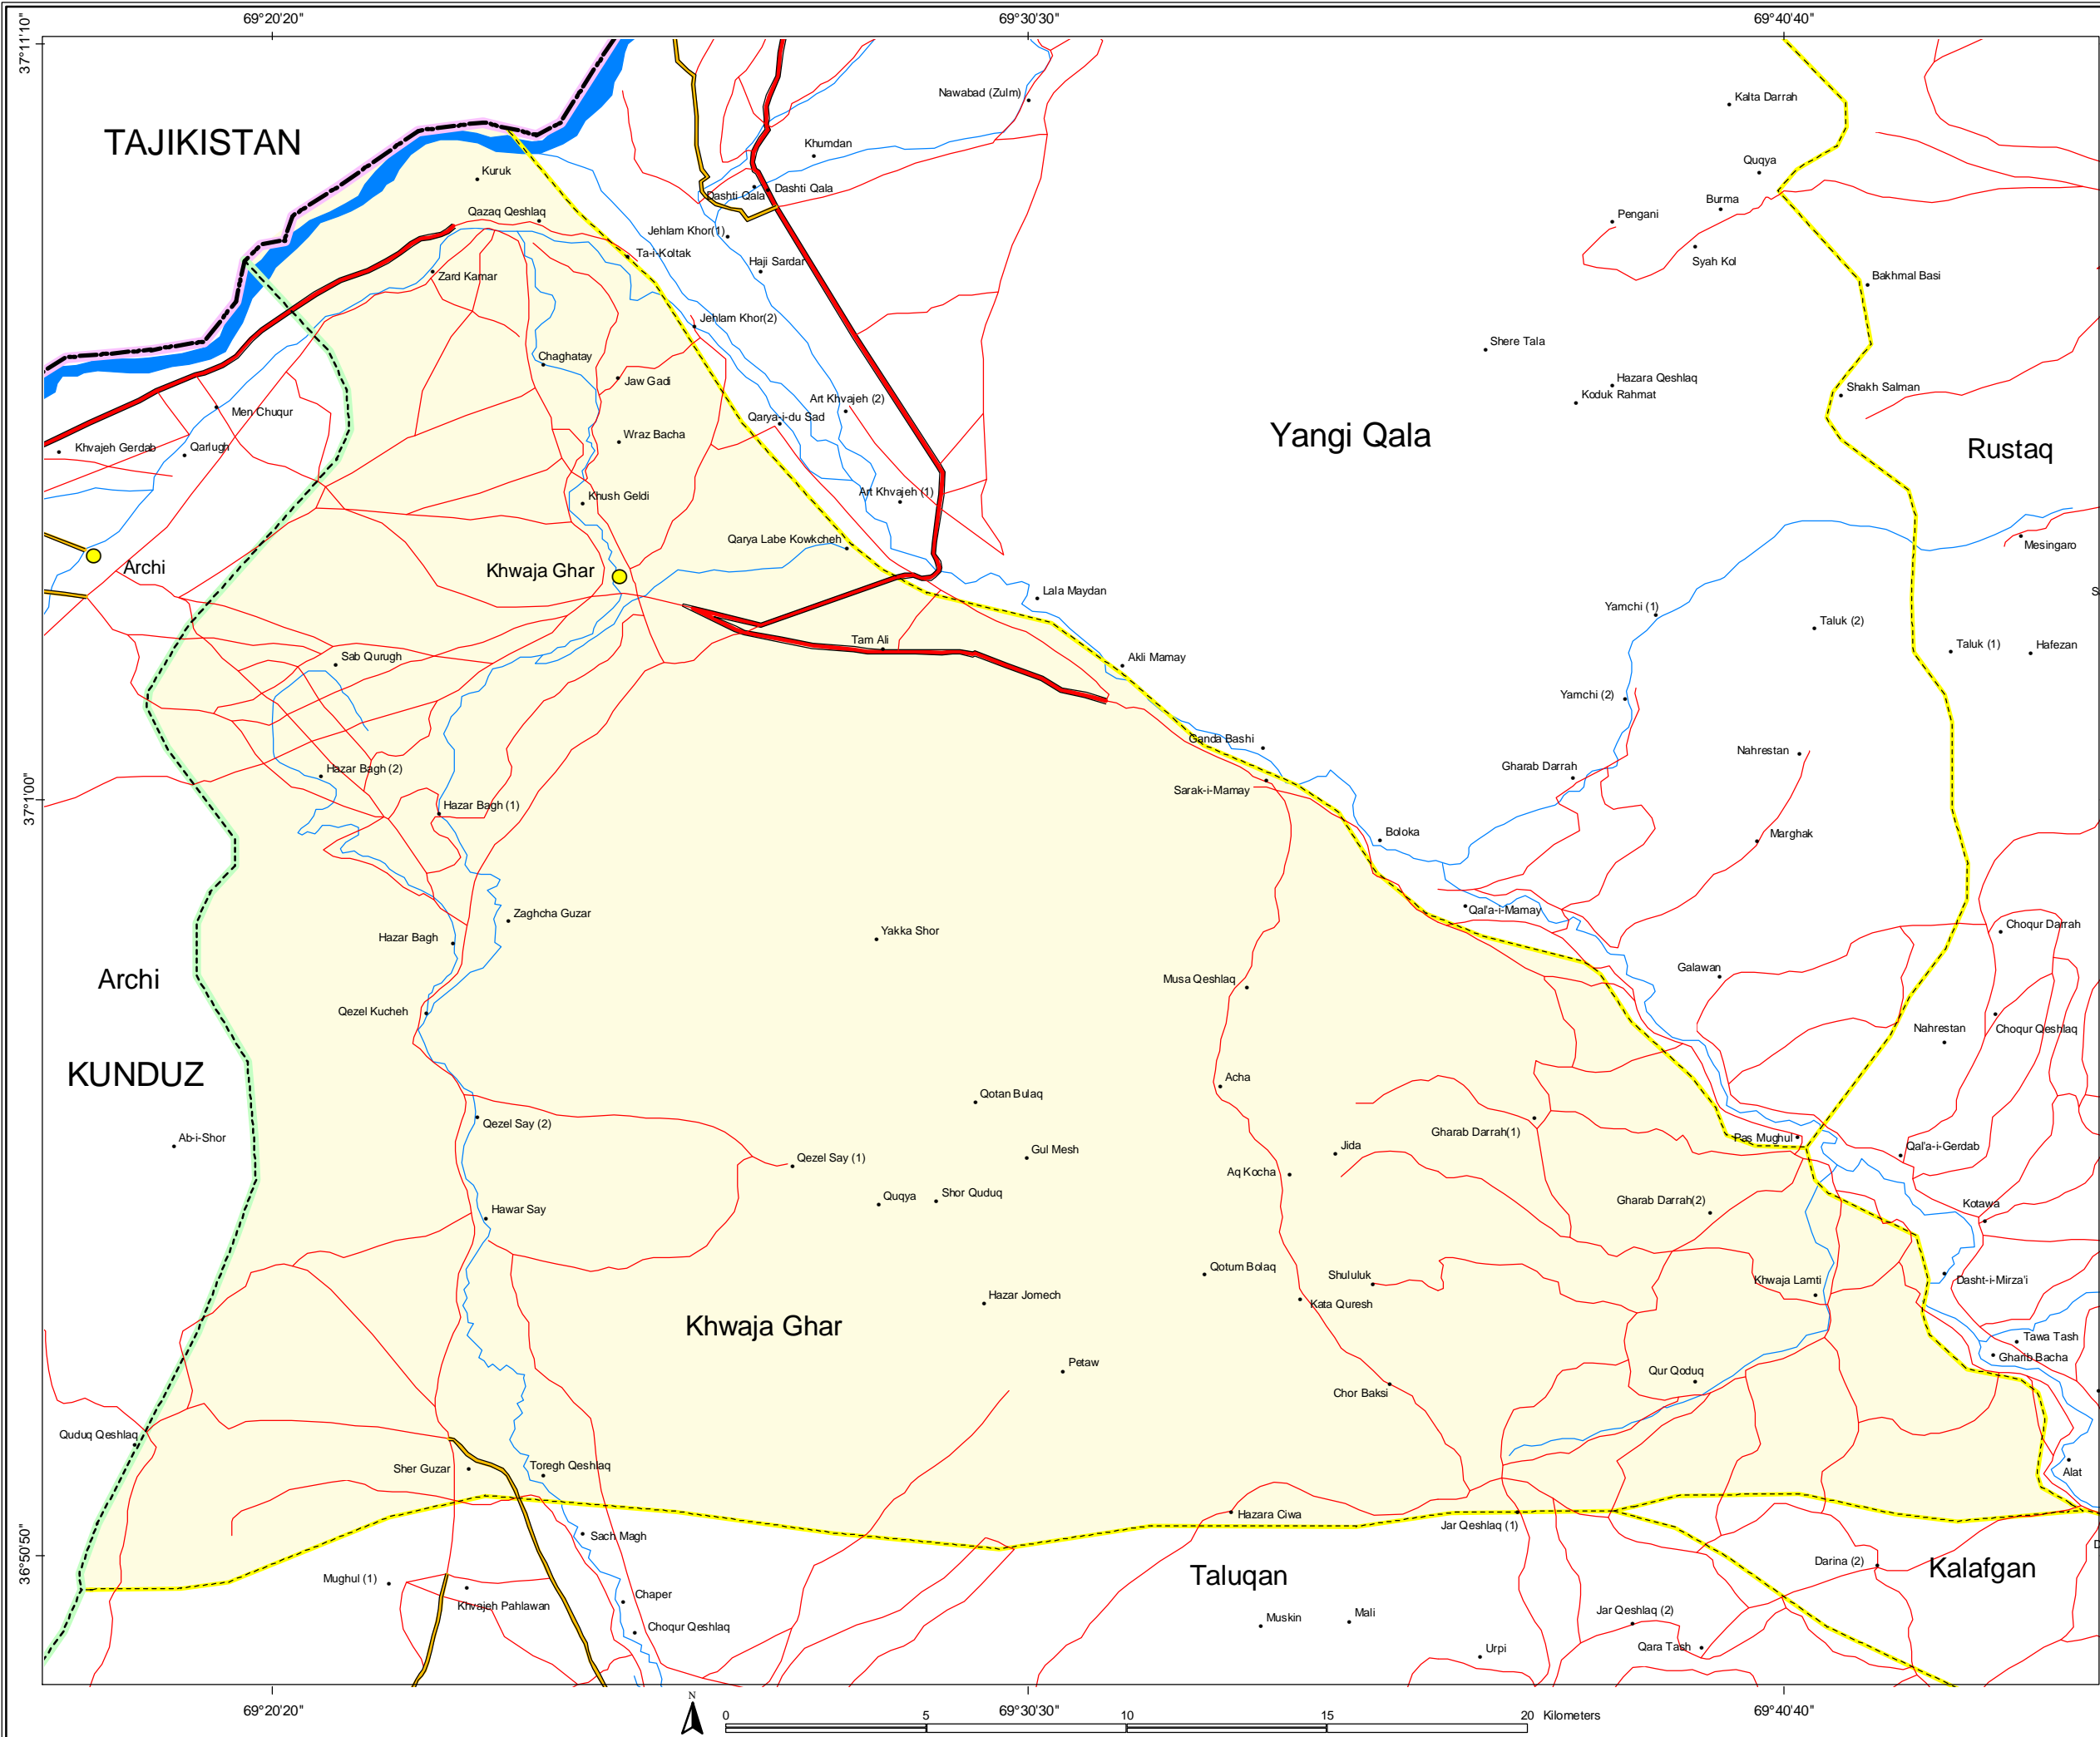 69°20'20" 69°30'30" 69°40'40"
37°11'10"
Nawabad (Zulm)
Kalta Darrah
TAJIKISTAN
Khumdan
Quqya
Kuruk
Dashti Qala
Dashti Qala
Burma
Qazaq Qeshlaq
Pengani
Jehlam Khor(1)
Ta-i-Koltak
Haji Sardar
Syah Kol
Zard Kamar
Bakhmal Basi
Jehlam Khor(2)
Shere Tala
Chaghatay
Jaw Gadi
Hazara Qeshlaq
Shakh Salman
Koduk Rahmat
Art Khvajeh (2)
Men Chuqur
Qarya-i-du Sad
Yangi Qala
Wraz Bacha
Khvajeh Gerdab
Qarlugh
Rustaq
Art Khvajeh (1)
Khush Geldi
Qarya Labe Kowkcheh
Mesingaro
Archi
Khwaja Ghar
Lala Maydan
S
Yamchi (1)
Taluk (2)
Tam Ali
Taluk (1)
Hafezan
Sab Qurugh
Akli Mamay
Yamchi (2)
Ganda Bashi
Nahrestan
Hazar Bagh (2)
Gharab Darrah
Sarak-i-Mamay
37°1'00"
Hazar Bagh (1)
Boloka
Marghak
Zaghcha Guzar
Qal'a-i-Mamay
Choqur Darrah
Hazar Bagh
Yakka Shor
Galawan
Archi
Musa Qeshlaq
Qezel Kucheh
Nahrestan
Choqur Qeshlaq
KUNDUZ
Acha
Qotan Bulaq
Qezel Say (2)
Gharab Darrah(1)
Ab-i-Shor
Pas Mughul
Jida
Qal'a-i-Gerdab
Qezel Say (1)
Gul Mesh
Aq Kocha
Quqya
Shor Quduq
Gharab Darrah(2)
Kotawa
Hawar Say
Qotum Bolaq
Shululuk
Khwaja Lamti
Dasht-i-Mirza'i
Hazar Jomech
Kata Quresh
Khwaja Ghar
Tawa Tash
Gharib Bacha
Petaw
Qur Qoduq
Chor Baksi
Quduq Qeshlaq
Sher Guzar
Toregh Qeshlaq
Alat
Hazara Ciwa
Jar Qeshlaq (1)
Sach Magh
D
36°50'50"
Darina (2)
Kalafgan
Taluqan
Mughul (1)
Chaper
Khvajeh Pahlawan
Jar Qeshlaq (2)
Mali
Muskin
Choqur Qeshlaq
Qara Tash
Urpi
69°20'20" 69°30'30" 69°40'40"
N
0 5 10 15 20 Kilometers